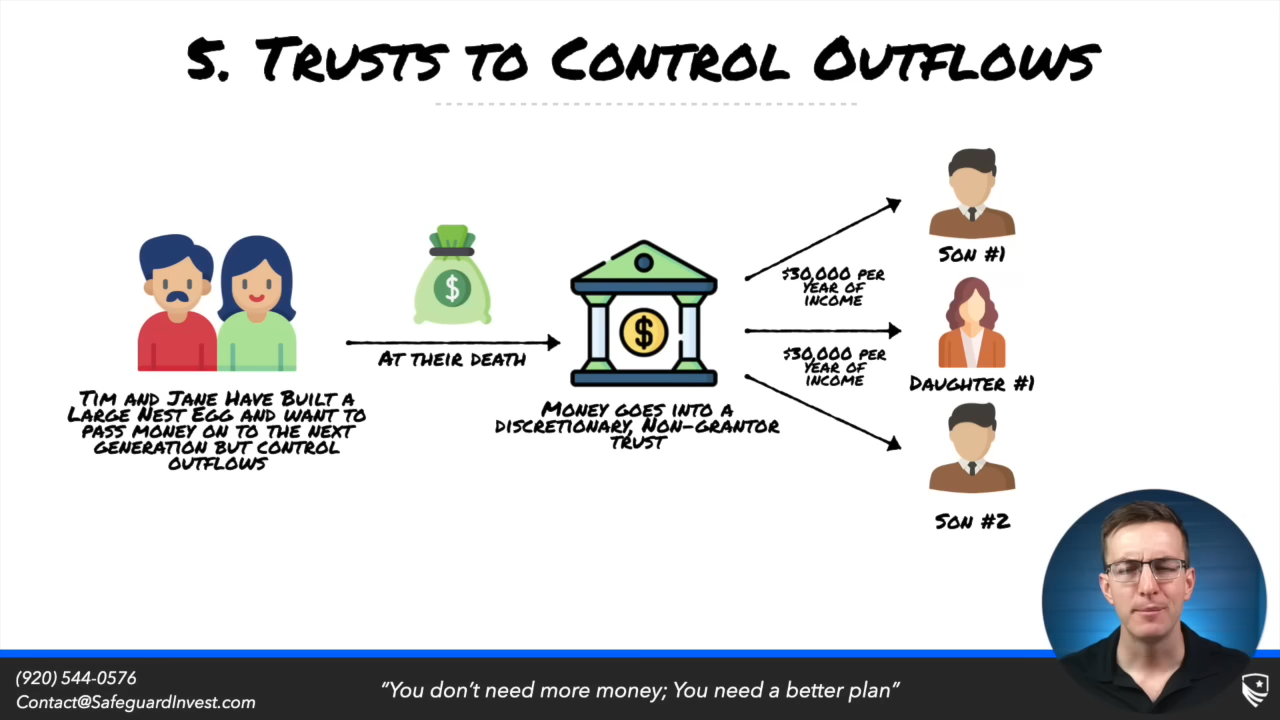 5. Trusts to Control Outflows
At their death
Tim and Jane Have Built a
Large Nest Egg and want to
pass money on to the next
generation but control
outflows
Money goes into a
discretionary, Non-grantor
trust
$30,000 per
year of
income
$30,000 per
year of
income
Son #1
Daughter #1
Son #2
(920) 544-0576
Contact@SafeguardInvest.com
"You don't need more money; You need a better plan"